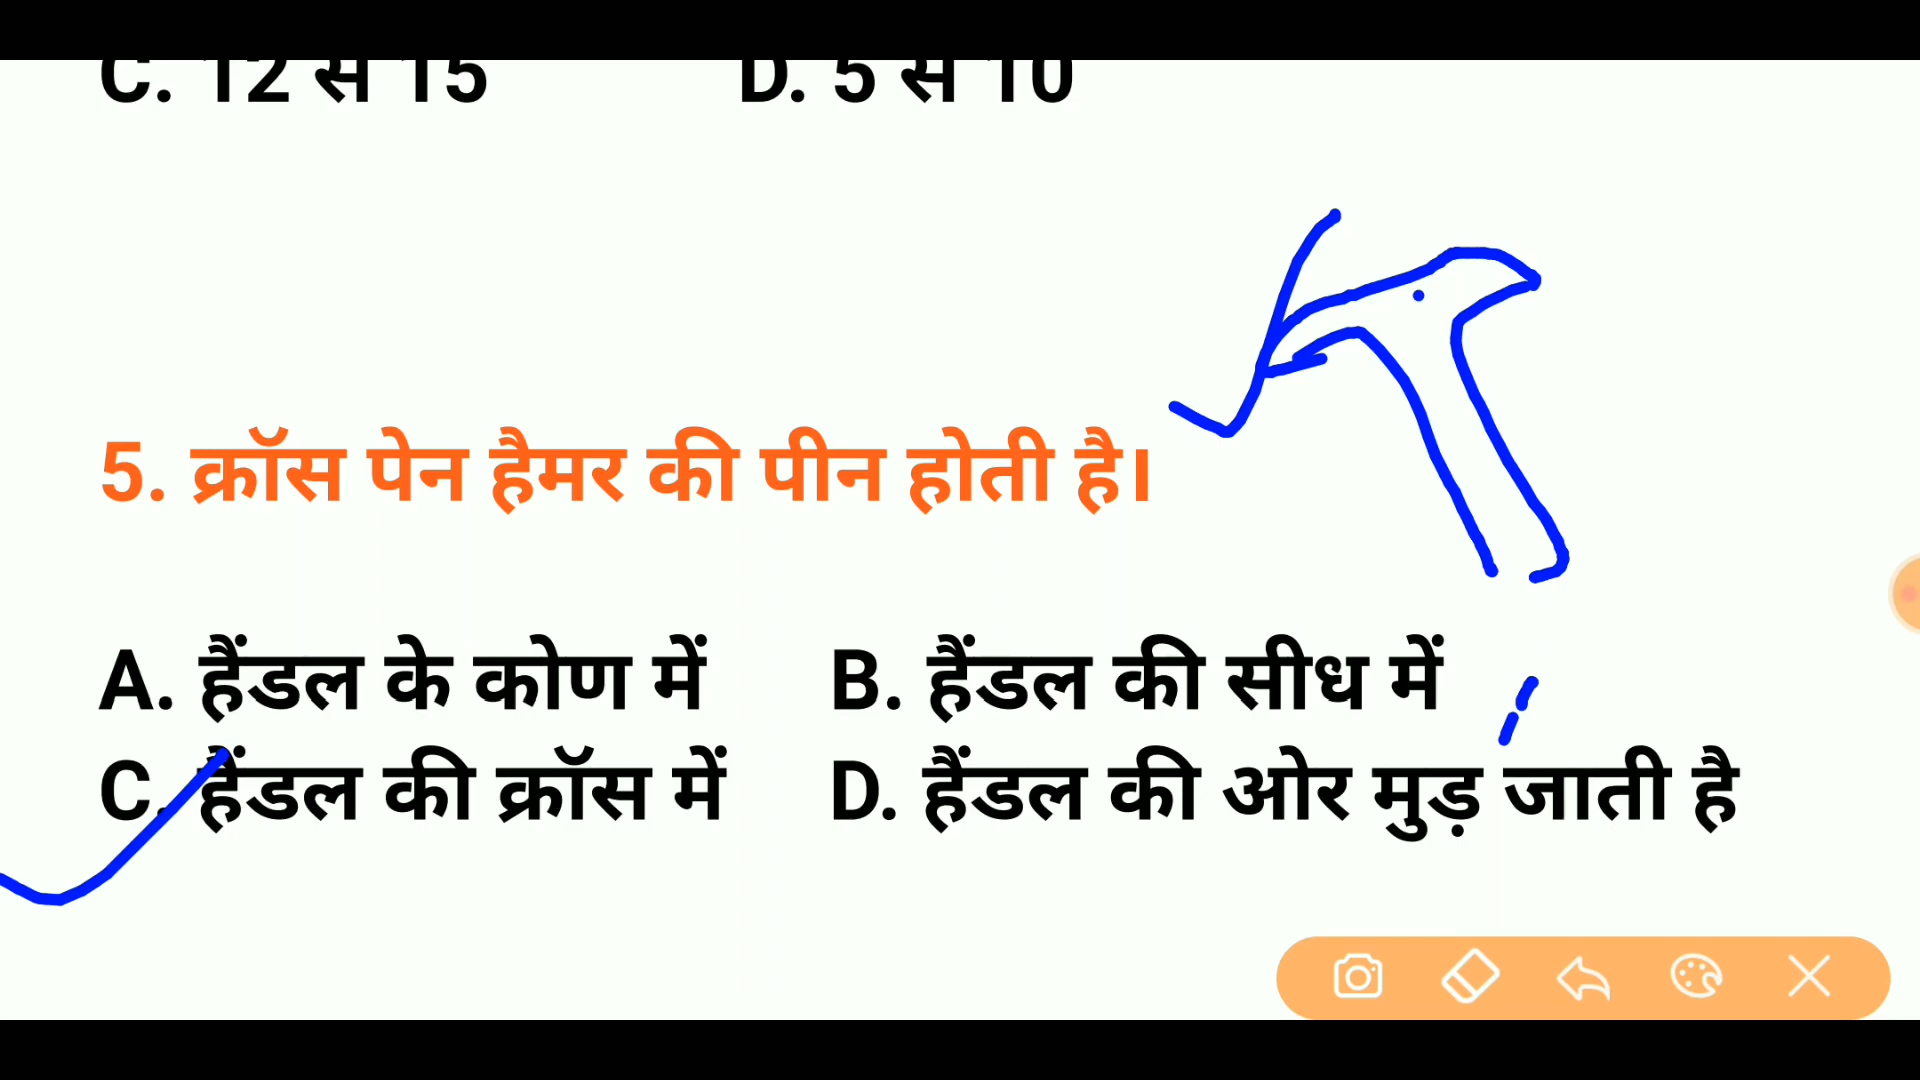 C. 12 से 15 D. 5 से 10
5. क्रॉस पेन हैमर की पीन होती है।
A. हैंडल के कोण में B. हैंडल की सीध में
C. हैंडल की क्रॉस में D. हैंडल की ओर मुड़ जाती है